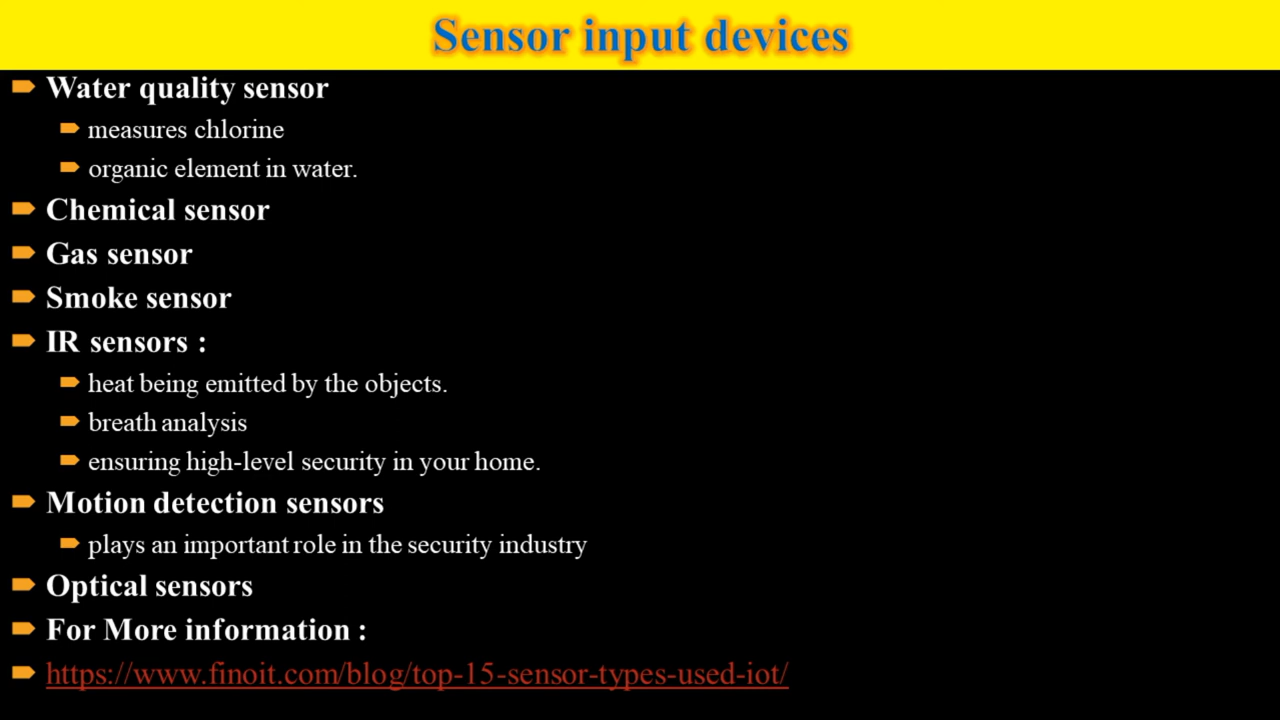 Sensor input devices
Water quality sensor
measures chlorine
organic element in water.
Chemical sensor
Gas sensor
Smoke sensor
IR sensors :
heat being emitted by the objects.
breath analysis
ensuring high-level security in your home.
Motion detection sensors
plays an important role in the security industry
Optical sensors
For More information :
https://www.finoit.com/blog/top-15-sensor-types-used-iot/